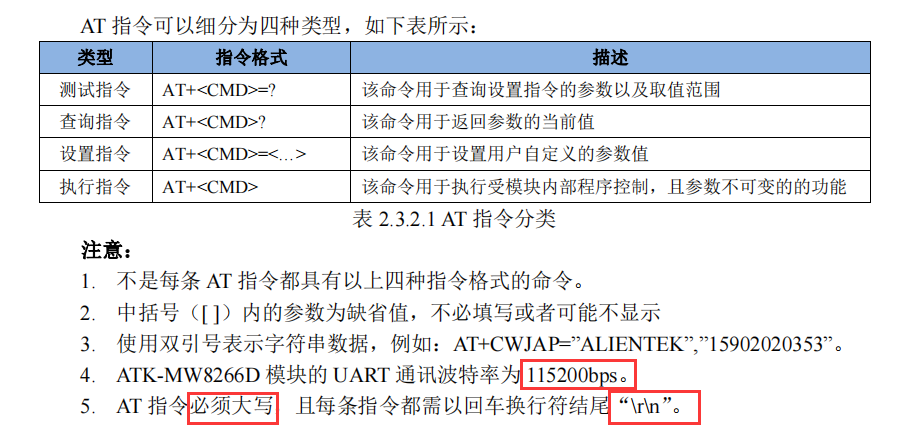 AT 指令可以细分为四种类型，如下表所示：
类型 指令格式 描述
测试指令 AT+<CMD>=? 该命令用于查询设置指令的参数以及取值范围
查询指令 AT+<CMD>? 该命令用于返回参数的当前值
设置指令 AT+<CMD>=<…> 该命令用于设置用户自定义的参数值
执行指令 AT+<CMD> 该命令用于执行受模块内部程序控制，且参数不可变的的功能
表 2.3.2.1 AT 指令分类
注意：
1. 不是每条 AT 指令都具有以上四种指令格式的命令。
2. 中括号（[ ]）内的参数为缺省值，不必填写或者可能不显示
3. 使用双引号表示字符串数据，例如：AT+CWJAP=”ALIENTEK”,”15902020353”。
4. ATK-MW8266D 模块的 UART 通讯波特率为 115200bps。
5. AT 指令必须大写 且每条指令都需以回车换行符结尾“\r\n”。